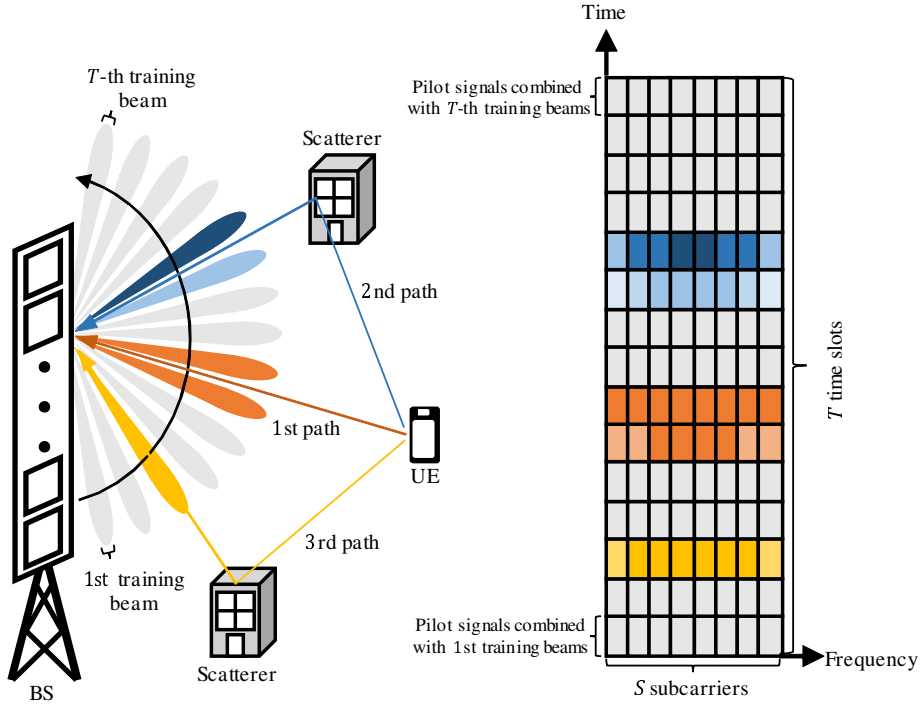 Time
T-th training
beam
Pilot signals combined
with T-th training beams
Scatterer
2nd path
T time slots
1st path
UE
3rd path
1st training
beam
Pilot signals combined
with 1st training beams
Frequency
Scatterer
S subcarriers
BS